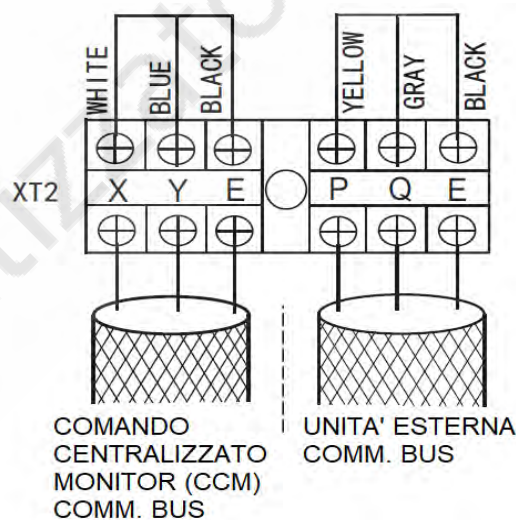 WHITE BLUE BLACK YELLOW GRAY BLACK
XT2 X Y E P Q E
COMANDO
CENTRALIZZATO
MONITOR (CCM)
COMM. BUS
UNITA' ESTERNA
COMM. BUS